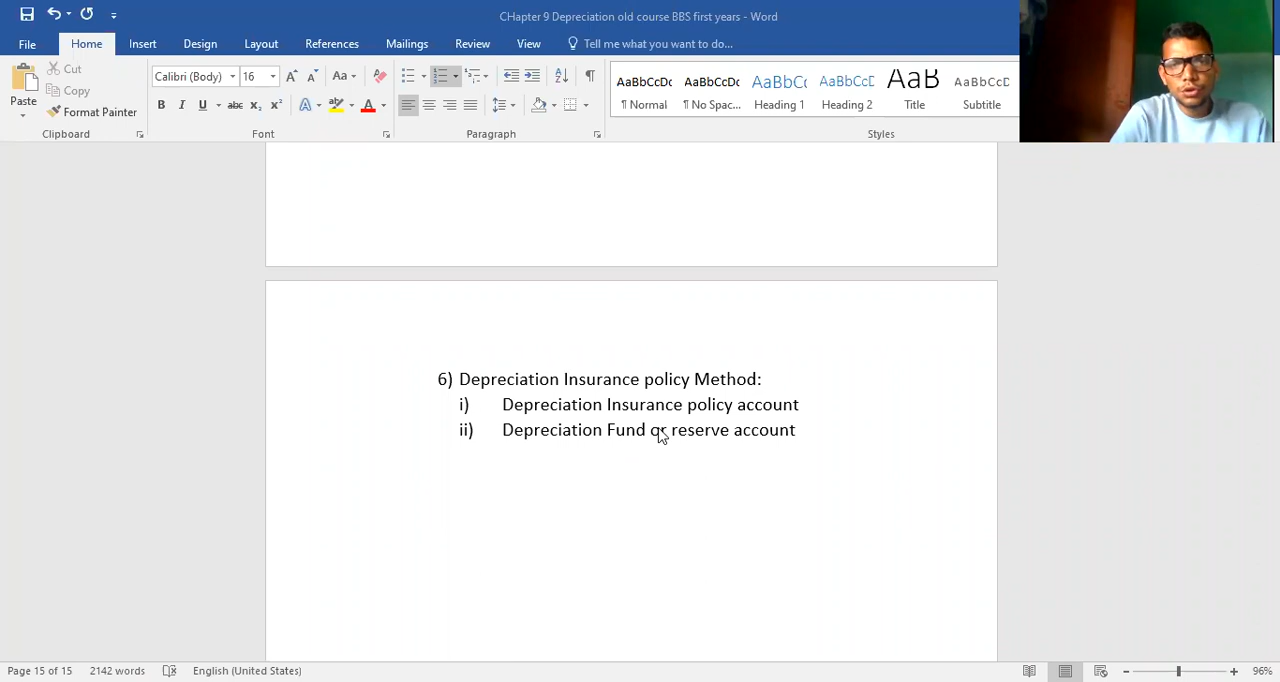 CHapter 9 Depreciation old course BBS first years - Word
File Home Insert Design Layout References Mailings Review View Tell me what you want to do...
Paste
Cut
Copy
Format Painter
Calibri (Body) 16
AaBbCcDc AaBbCcDc AaBbCc AaBbCcD AaB AaBbCcD
¶ Normal ¶ No Spac... Heading 1 Heading 2 Title Subtitle
Clipboard Font Paragraph Styles
6) Depreciation Insurance policy Method:
i) Depreciation Insurance policy account
ii) Depreciation Fund or reserve account
Page 15 of 15 2142 words English (United States) 96%